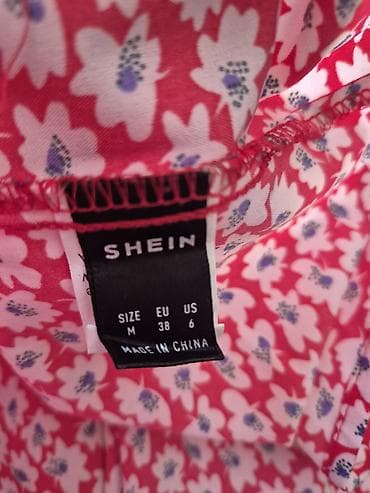 SHEIN
SIZE EU US
M 38 6
MADE IN CHINA